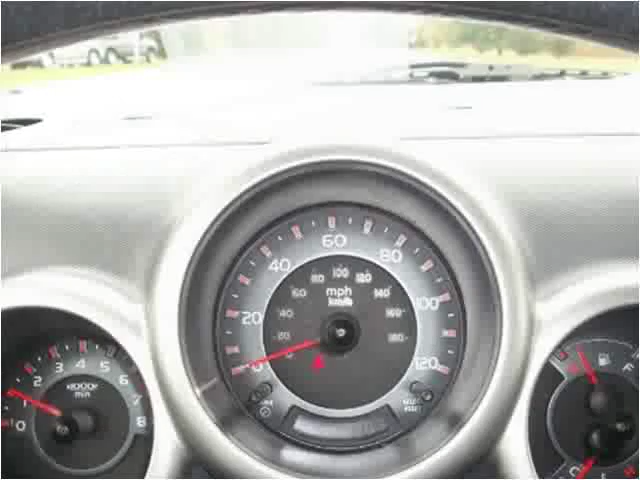 60
40 80
80 100 120
60 mph 140
km/h
20 40 160 100
20 180
0 0 120
2 3 4 5 6
1 x1000r 7
min
0 8
F
C